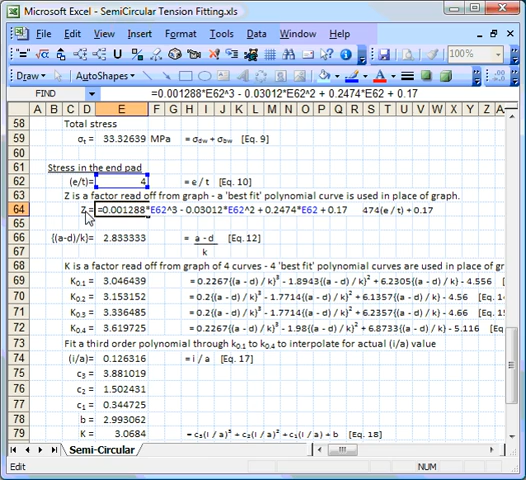 Microsoft Excel - SemiCircular Tension Fitting.xls
File Edit View Insert Format Tools Data Window Help
100%
Draw AutoShapes
FIND =0.001288*E62^3 - 0.03012*E62^2 + 0.2474*E62 + 0.17
A B C D E F G H I J K L M N O P Q R S T U V W X
58 Total stress
59 σt = 33.32639 MPa = σdw + σbw [Eq. 9]
60
61 Stress in the end pad
62 (e/t) = 4 = e / t [Eq. 10]
63 Z is a factor read off from graph - a 'best fit' polynomial curve is used in place of graph.
64 Z = =0.001288*E62^3 - 0.03012*E62^2 + 0.2474*E62 + 0.17 474(e / t) + 0.17
65
66 {(a-d)/k} = 2.833333 = a - d [Eq.12]
67 k
68 K is a factor read off from graph of 4 curves - 4 'best fit' polynomial curves are used in place of gr
69 K0.1 = 3.046439 = 0.2267{(a - d) / k}³ - 1.8943{(a - d) / k}² + 6.2305{(a - d) / k} - 4.56 [Eq.
70 K0.2 = 3.153152 = 0.2{(a - d) / k}³ - 1.7714{(a - d) / k}² + 6.1357{(a - d) / k} - 4.56 [Eq. 14
71 K0.3 = 3.336485 = 0.2{(a - d) / k}³ - 1.7714{(a - d) / k}² + 6.2357{(a - d) / k} - 4.66 [Eq. 1
72 K0.4 = 3.619725 = 0.2267{(a - d) / k}³ - 1.98{(a - d) / k}² + 6.8733{(a - d) / k} - 5.116 [Eq.
73 Fit a third order polynomial through k0.1 to k0.4 to interpolate for actual (i/a) value
74 (i/a) = 0.126316 = i / a [Eq. 17]
75 c3 = 3.881019
76 c2 = 1.502431
77 c1 = 0.344725
78 b = 2.993062
79 K = 3.0684 = c3(i / a)³ + c2(i / a)² + c1(i / a) + b [Eq. 18]
Semi-Circular
Edit NUM